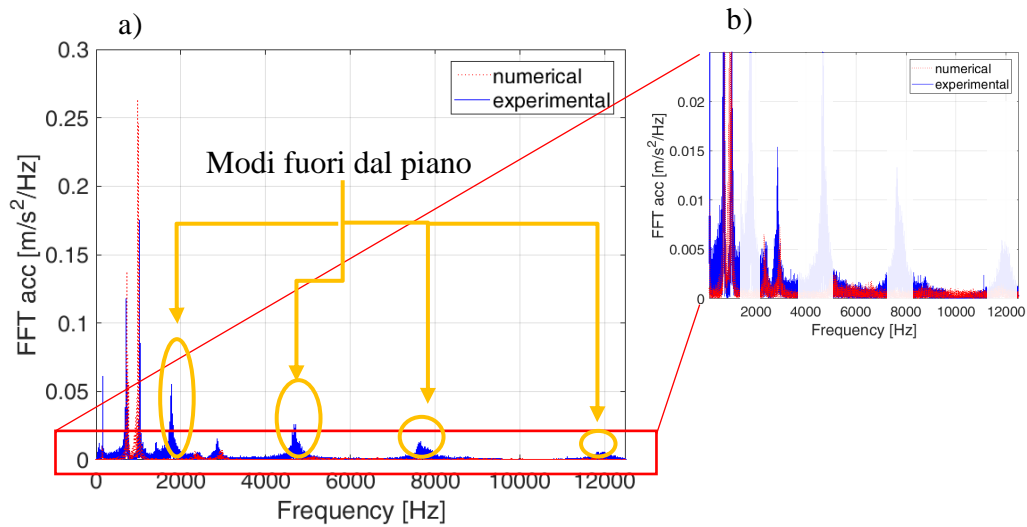 a)
0.3
0.25
0.2
0.15
0.1
0.05
0
FFT acc [m/s²/Hz]
numerical
experimental
Modi fuori dal piano
0 2000 4000 6000 8000 10000 12000
Frequency [Hz]
b)
0.02
0.015
0.01
0.005
0
FFT acc [m/s²/Hz]
numerical
experimental
2000 4000 6000 8000 10000 12000
Frequency [Hz]